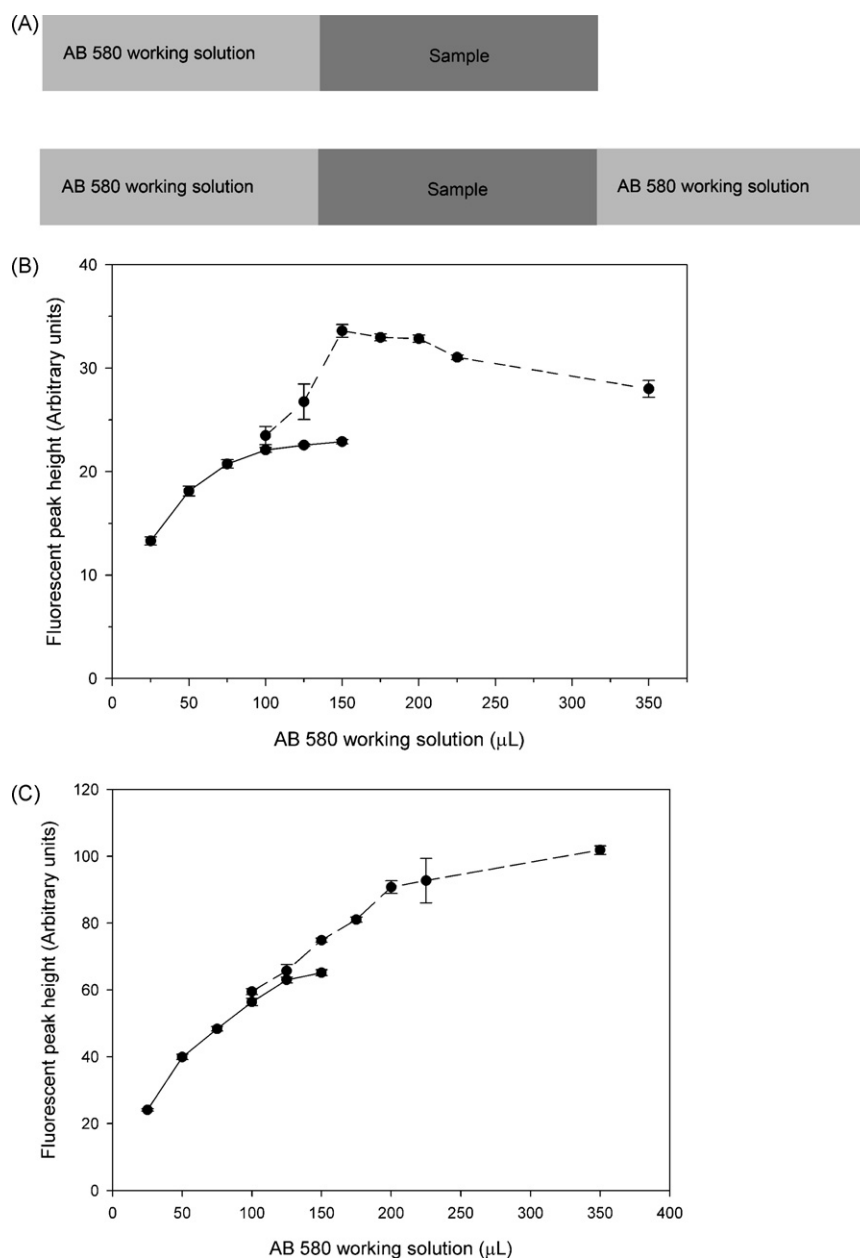 (A)
AB 580 working solution Sample
AB 580 working solution Sample AB 580 working solution
(B)
40
30
20
10
0
Fluorescent peak height (Arbitrary units)
0 50 100 150 200 250 300 350
AB 580 working solution (μL)
(C)
120
100
80
60
40
20
0
Fluorescent peak height (Arbitrary units)
0 50 100 150 200 250 300 350 400
AB 580 working solution (μL)